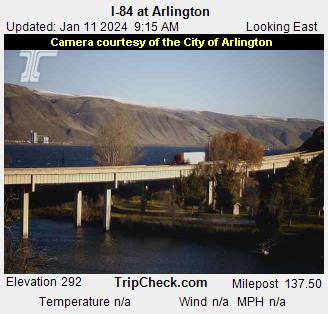 I-84 at Arlington
Updated: Jan 11 2024 9:15 AM Looking East
Camera courtesy of the City of Arlington
Elevation 292 TripCheck.com Milepost 137.50
Temperature n/a Wind n/a MPH n/a